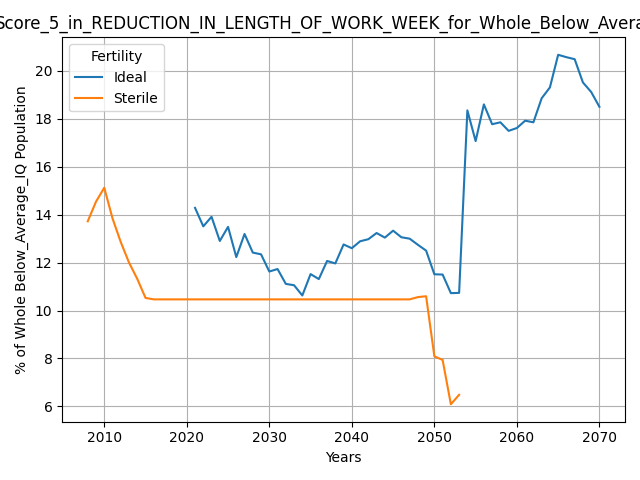 Score_5_in_REDUCTION_IN_LENGTH_OF_WORK_WEEK_for_Whole_Below_Avera
Fertility
Ideal
Sterile
% of Whole Below_Average_IQ Population
20
18
16
14
12
10
8
6
2010 2020 2030 2040 2050 2060 2070
Years